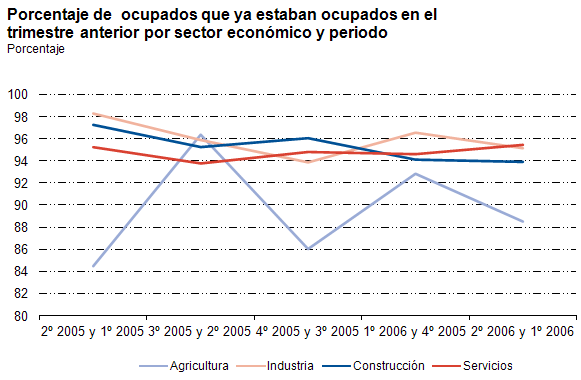 Porcentaje de ocupados que ya estaban ocupados en el
trimestre anterior por sector económico y periodo
Porcentaje
100
98
96
94
92
90
88
86
84
82
80
2º 2005 y 1º 2005 3º 2005 y 2º 2005 4º 2005 y 3º 2005 1º 2006 y 4º 2005 2º 2006 y 1º 2006
Agricultura Industria Construcción Servicios